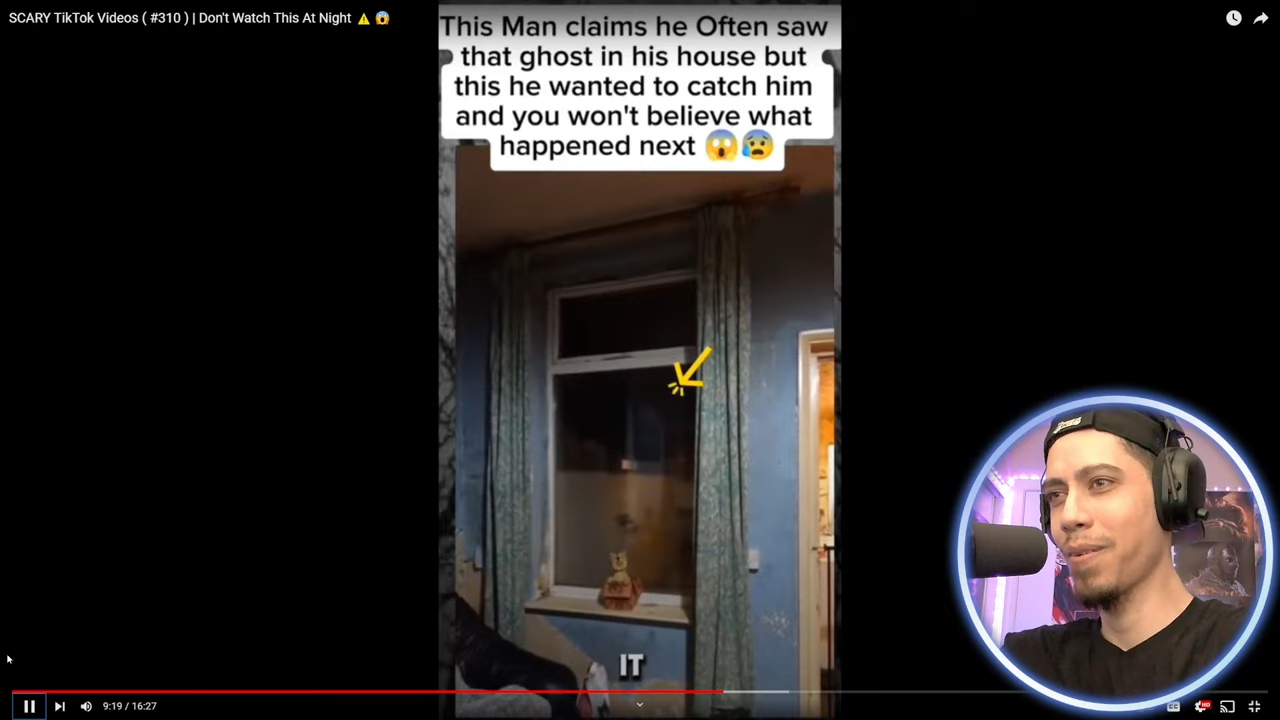 SCARY TikTok Videos ( #310 ) | Don't Watch This At Night ⚠️ 😱
This Man claims he Often saw
that ghost in his house but
this he wanted to catch him
and you won't believe what
happened next 😱😰
IT
9:19 / 16:27
CC
HD